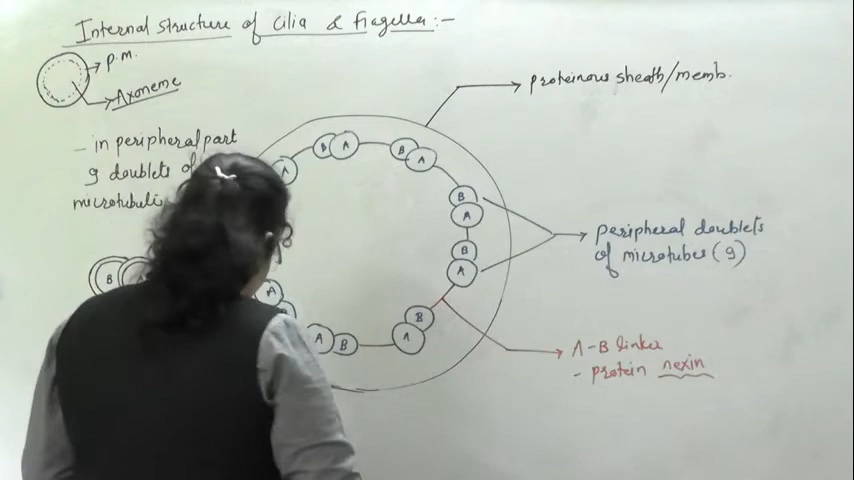 Internal structure of cilia & flagella:-
P.M.
Axoneme
- in peripheral part
9 doublets of
microtubuli
proteinous sheath/memb.
peripheral doublets
of microtubes (9)
A-B linker
- protein nexin
A
B A
B A
B
A
B
A
B
A
A B
A
B